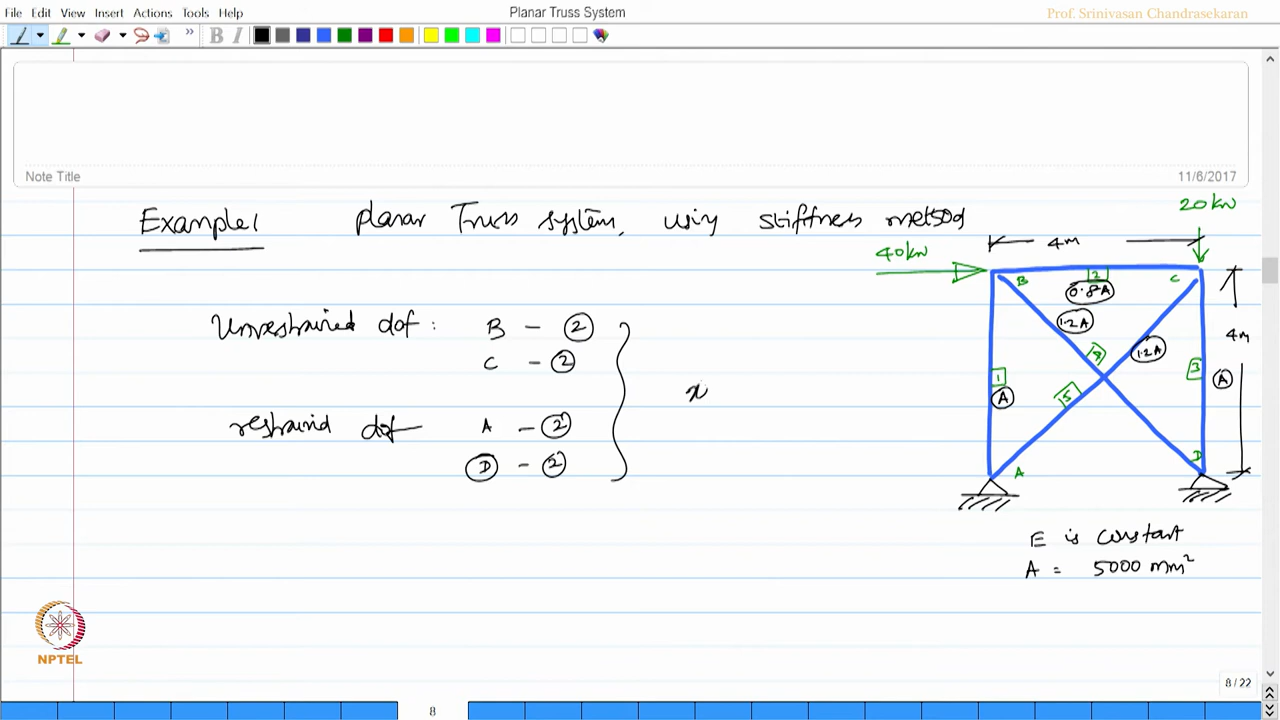 File Edit View Insert Actions Tools Help
Planar Truss System
Prof. Srinivasan Chandrasekaran
B I
Note Title
11/6/2017
Example1 planar Truss system, using stiffness method
20kN
4m
40kN
B 2 C
0.8A
1.2A
1.2A
4m
4
1 3
A A
5
A D
Unrestrained dof: B - 2
C - 2
x
restrained dof A - 2
D - 2
E is constant
A = 5000 mm²
NPTEL
8 / 22
8